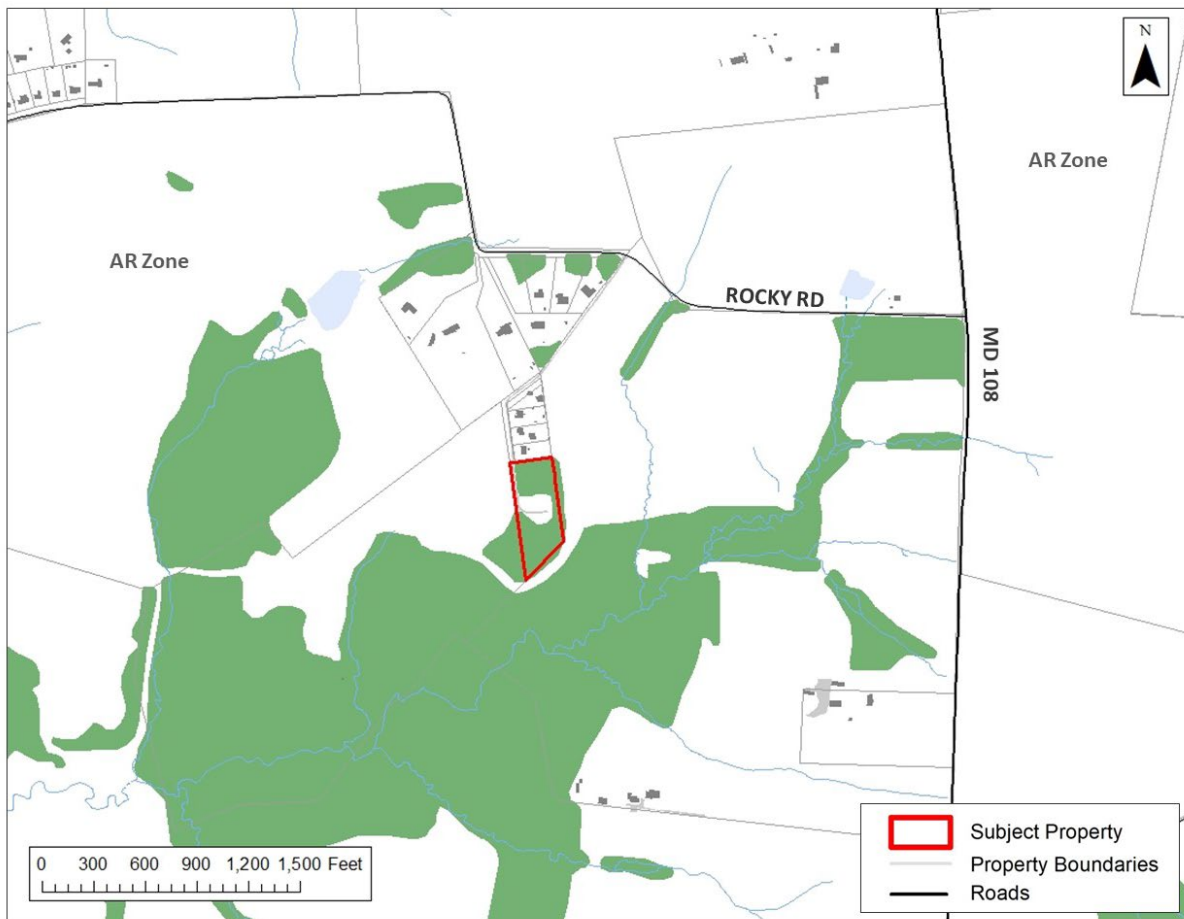 N
AR Zone
AR Zone
ROCKY RD
MD 108
0 300 600 900 1,200 1,500 Feet
Subject Property
Property Boundaries
Roads